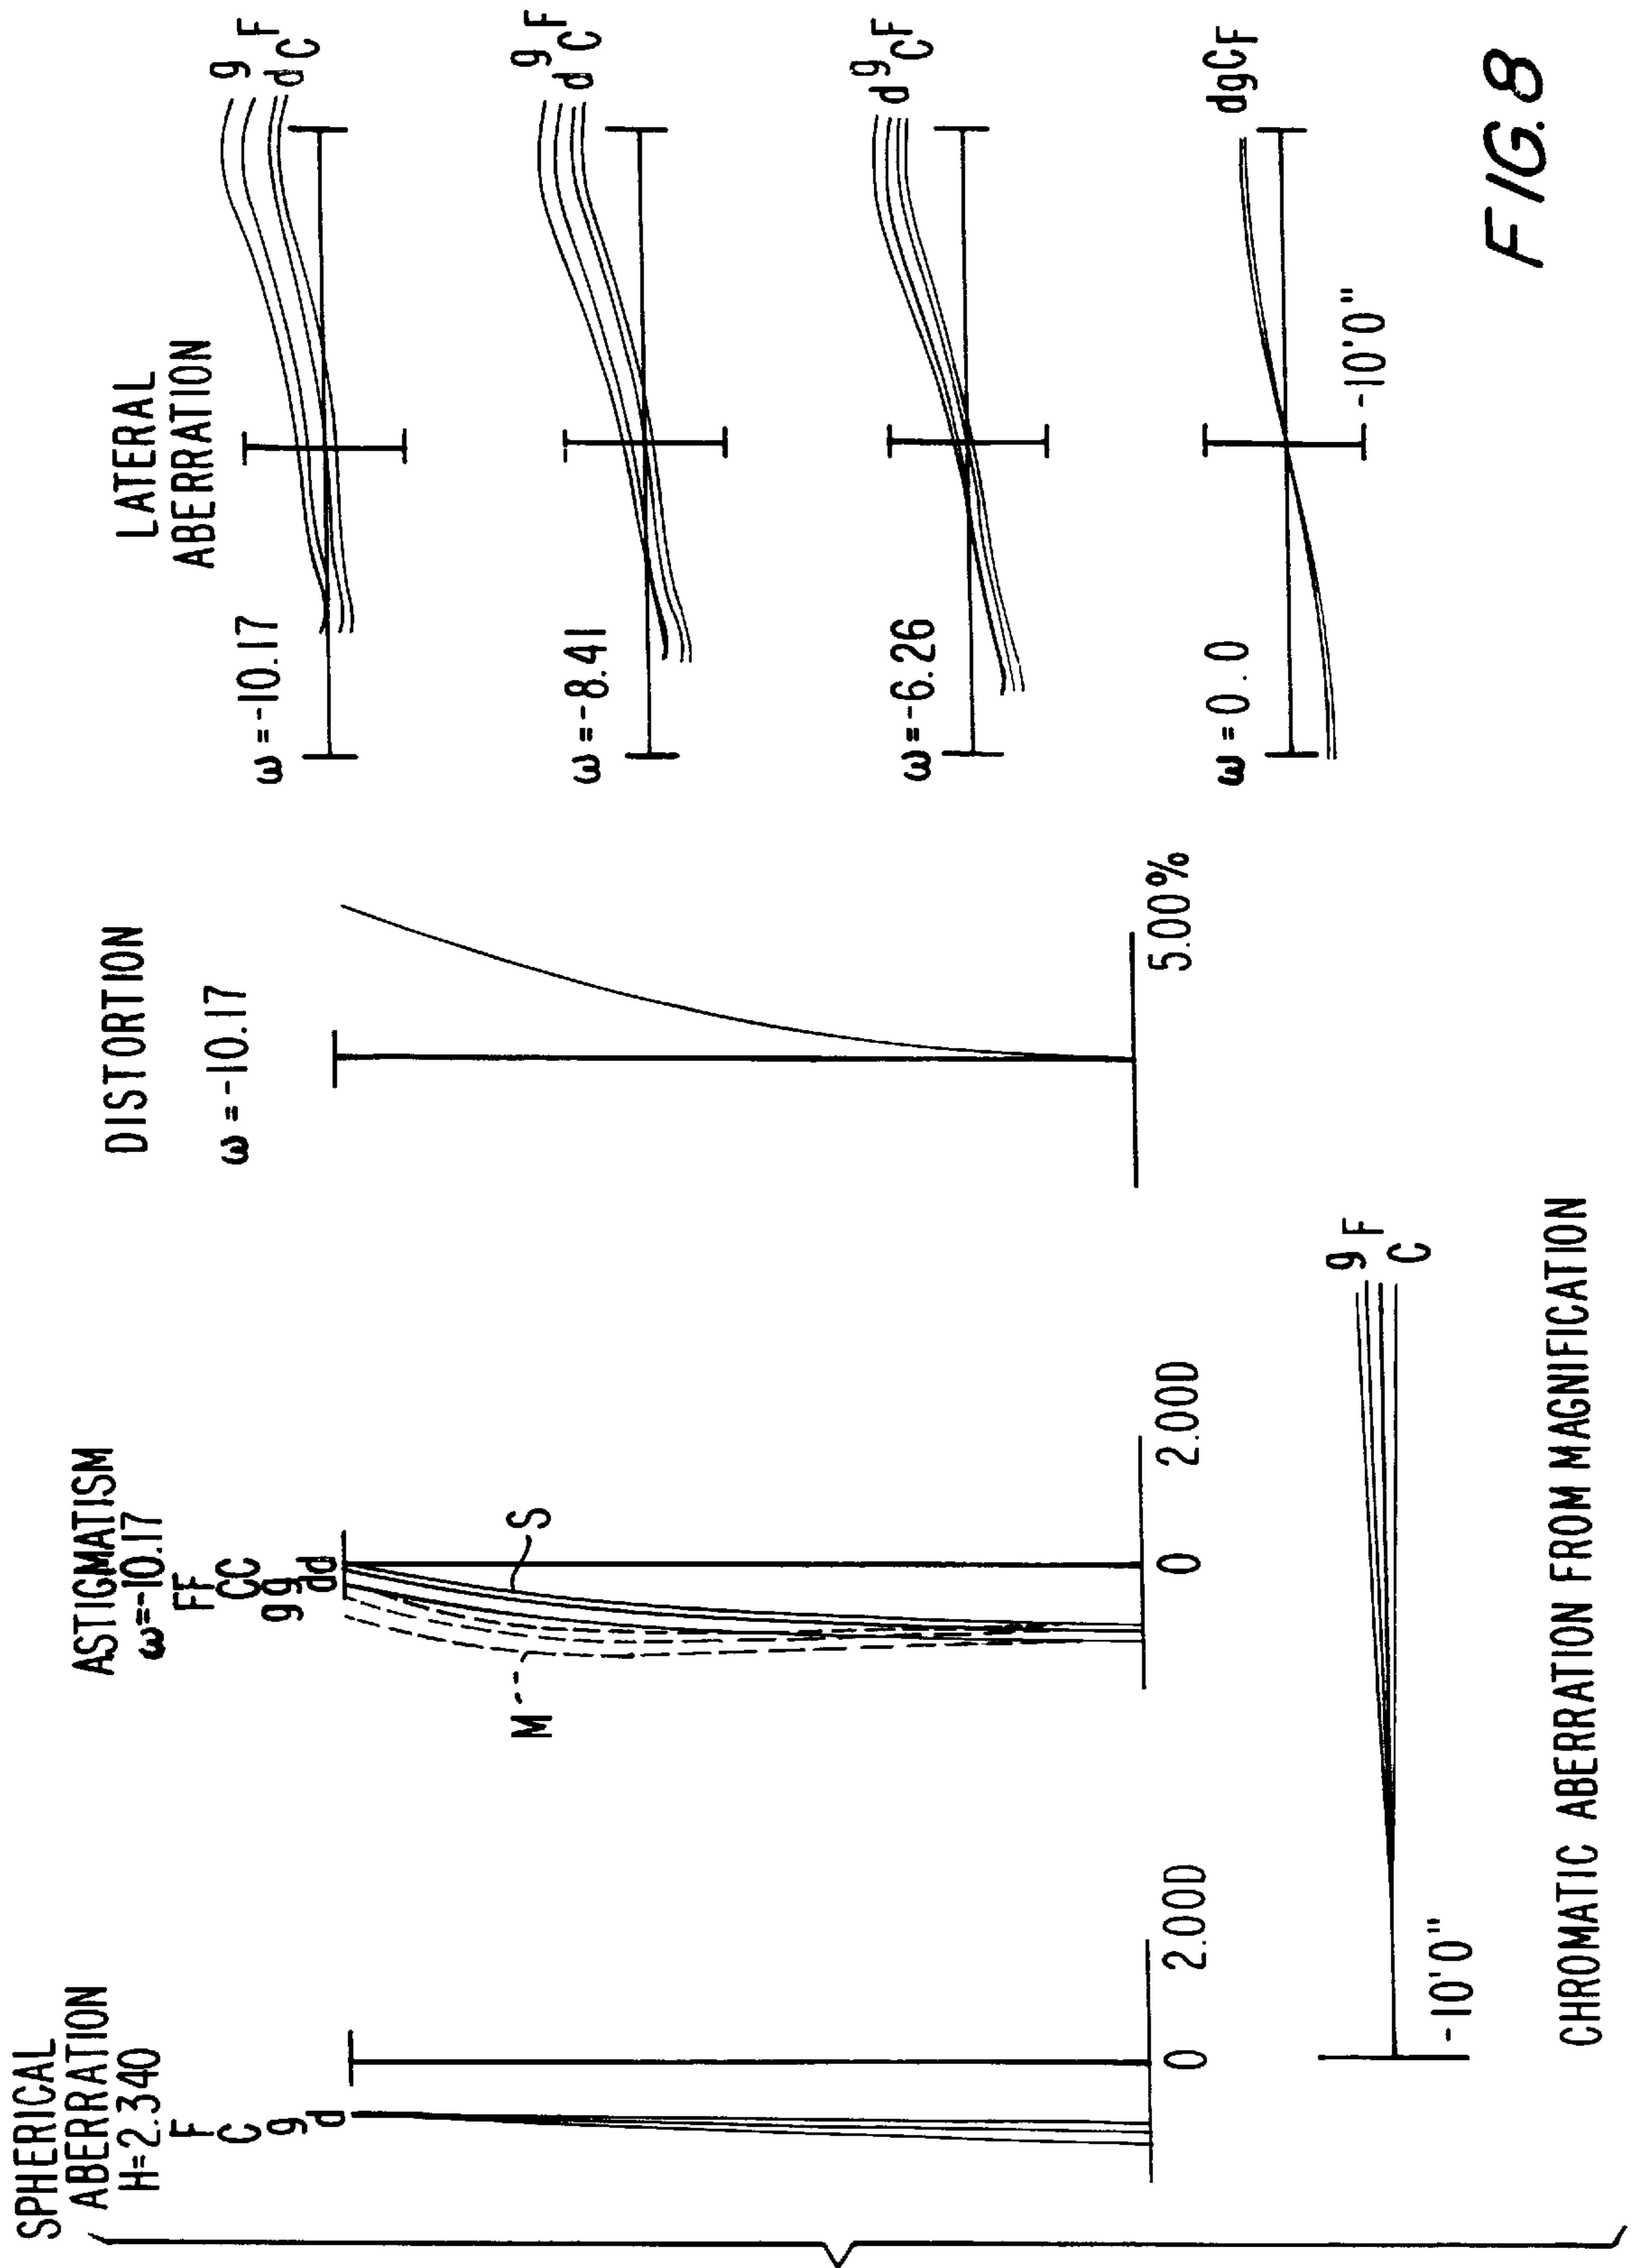 SPHERICAL
ABERRATION
H=2.340
F
C
g
d
0
2.00D
ASTIGMATISM
ω=-10.17
FF
CC
gg
dd
M
S
0
2.00D
DISTORTION
ω=-10.17
5.00%
LATERAL
ABERRATION
ω=-10.17
g
F
d
C
ω=-8.41
g
F
d
C
ω=-6.26
g
F
d
C
ω=0.0
dgCF
-10'0"
-10'0"
g
F
C
CHROMATIC ABERRATION FROM MAGNIFICATION
FIG. 8